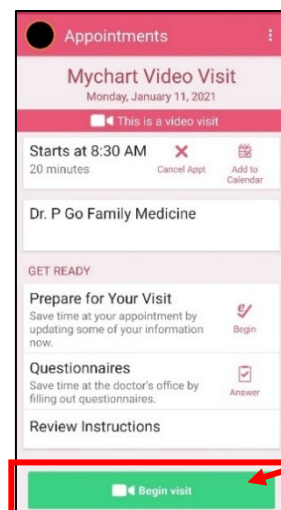 Appointments
Mychart Video Visit
Monday, January 11, 2021
This is a video visit
Starts at 8:30 AM
20 minutes
Cancel Appt
Add to
Calendar
Dr. P Go Family Medicine
GET READY
Prepare for Your Visit
Save time at your appointment by
updating some of your information
now.
Begin
Questionnaires
Save time at the doctor's office by
filling out questionnaires.
Answer
Review Instructions
Begin visit